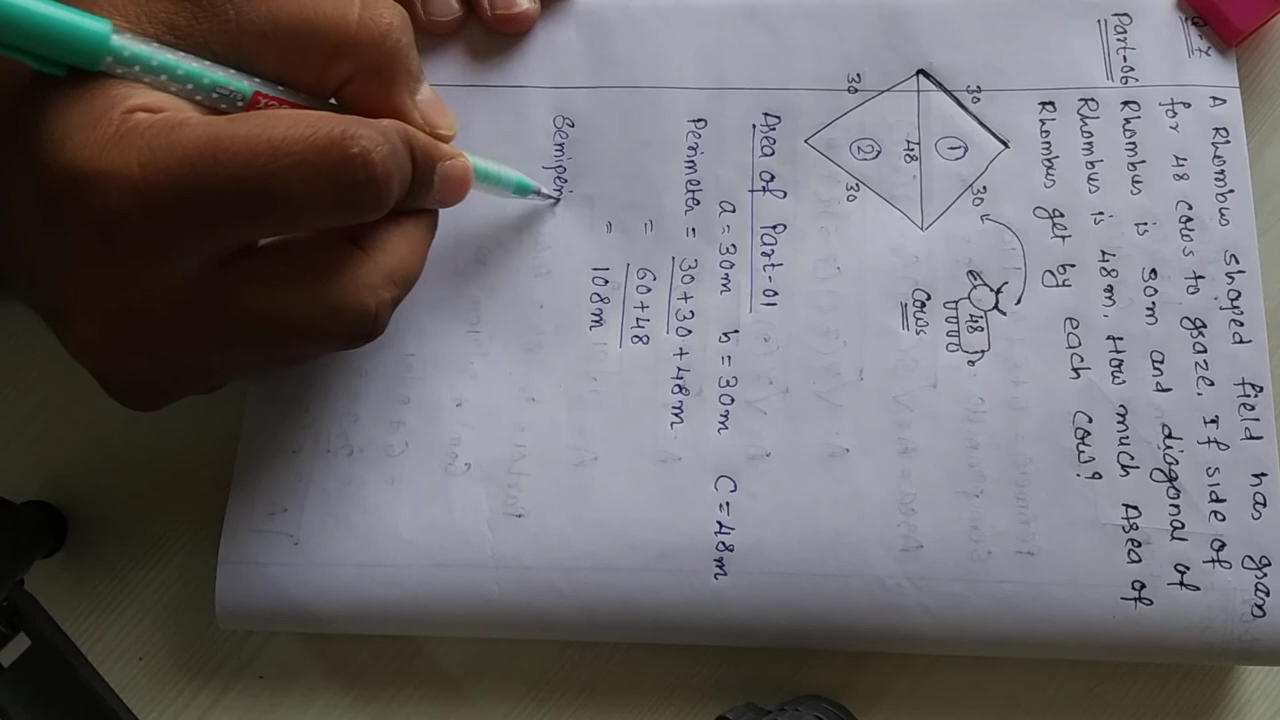 Q-7 A Rhombus shaped field has grass
for 48 cows to graze. If side of
Part-06 Rhombus is 30m and diagonal of
Rhombus is 48m. How much Area of
Rhombus get by each cow?
30
30
①
48
②
30
30
48
cows
Area of Part-01
a = 30m b = 30m C = 48m
Perimeter = 30+30+48m
= 60+48
= 108m
Semiperi